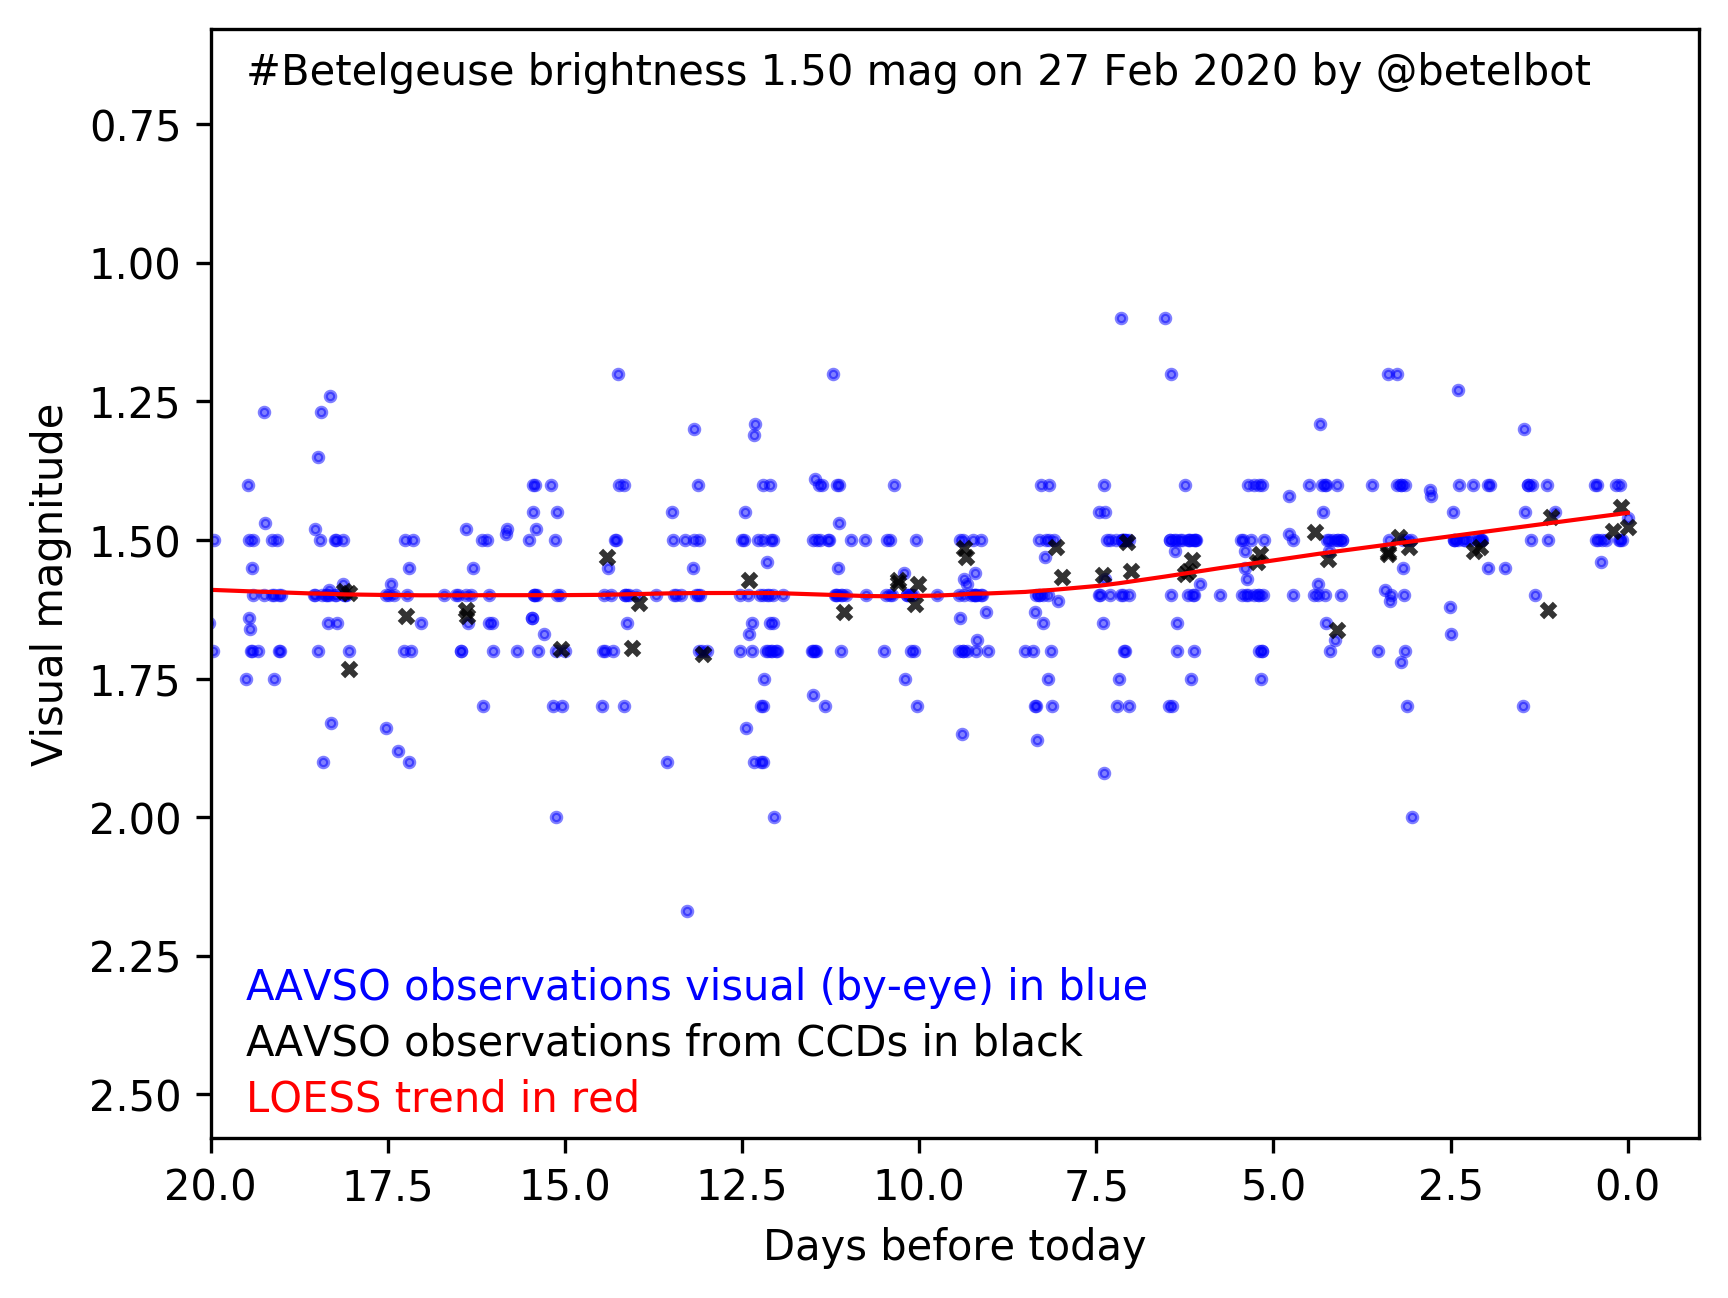 #Betelgeuse brightness 1.50 mag on 27 Feb 2020 by @betelbot
0.75
1.00
1.25
1.50
1.75
2.00
2.25
2.50
Visual magnitude
AAVSO observations visual (by-eye) in blue
AAVSO observations from CCDs in black
LOESS trend in red
20.0 17.5 15.0 12.5 10.0 7.5 5.0 2.5 0.0
Days before today